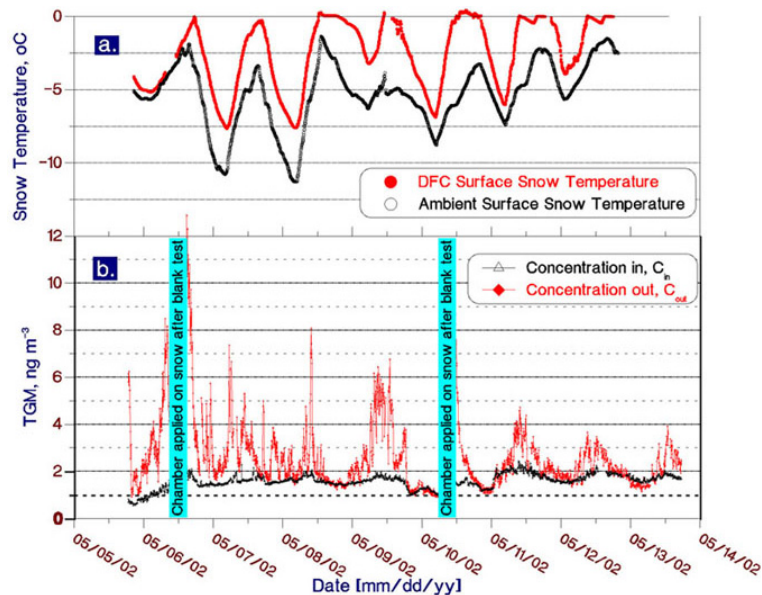 a.
Snow Temperature, oC
0
−5
−10
DFC Surface Snow Temperature
Ambient Surface Snow Temperature
b.
TGM, ng m⁻³
12
10
8
6
4
2
1
0
Chamber applied on snow after blank test
Chamber applied on snow after blank test
Concentration in, Cin
Concentration out, Cout
05/05/02
05/06/02
05/07/02
05/08/02
05/09/02
05/10/02
05/11/02
05/12/02
05/13/02
05/14/02
Date [mm/dd/yy]